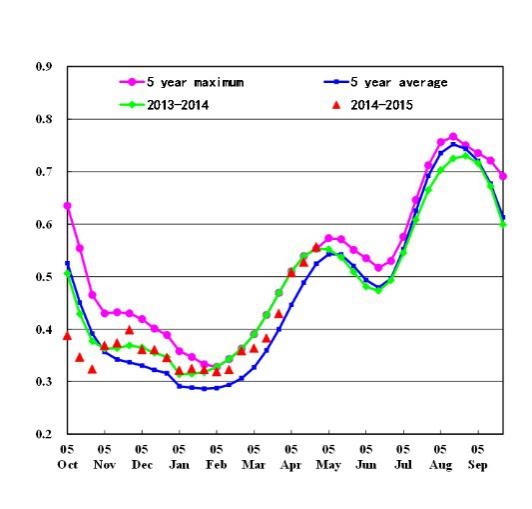 0.9
5 year maximum
5 year average
2013-2014
2014-2015
0.8
0.7
0.6
0.5
0.4
0.3
0.2
05 05 05 05 05 05 05 05 05 05 05 05
Oct Nov Dec Jan Feb Mar Apr May Jun Jul Aug Sep